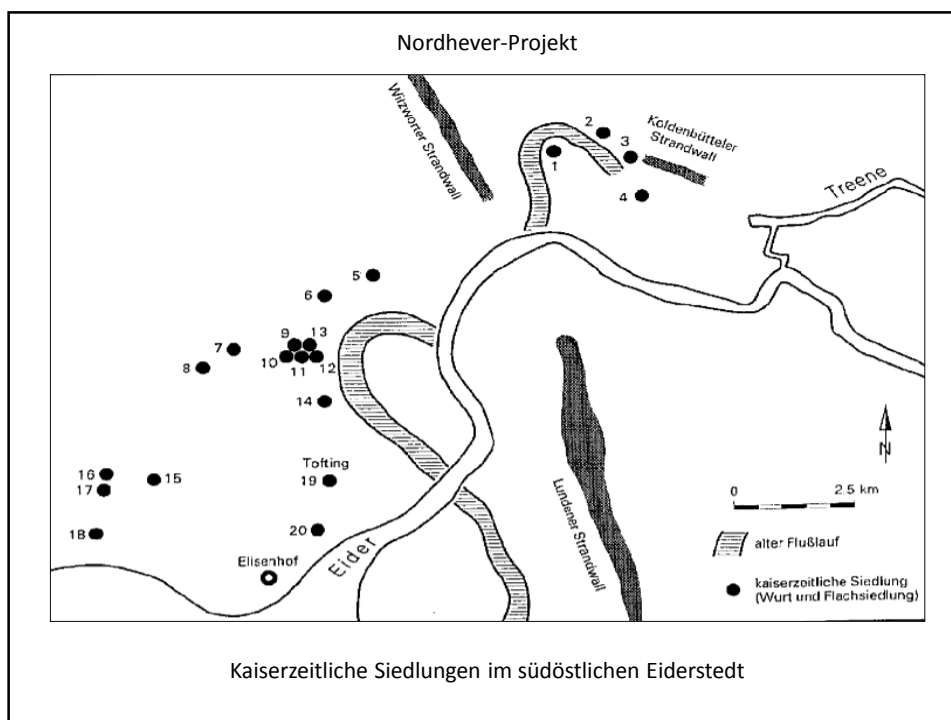 Nordhever-Projekt
Witzworter Strandwall
Koldenbütteler
Strandwall
Treene
2
3
1
4
5
6
9
13
7
10
11
12
8
14
Tofting
16
15
19
17
18
20
Elisenhof
Eider
Lundener Strandwall
N
0
2.5 km
alter Flußlauf
kaiserzeitliche Siedlung
(Wurt und Flachsiedlung)
Kaiserzeitliche Siedlungen im südöstlichen Eiderstedt